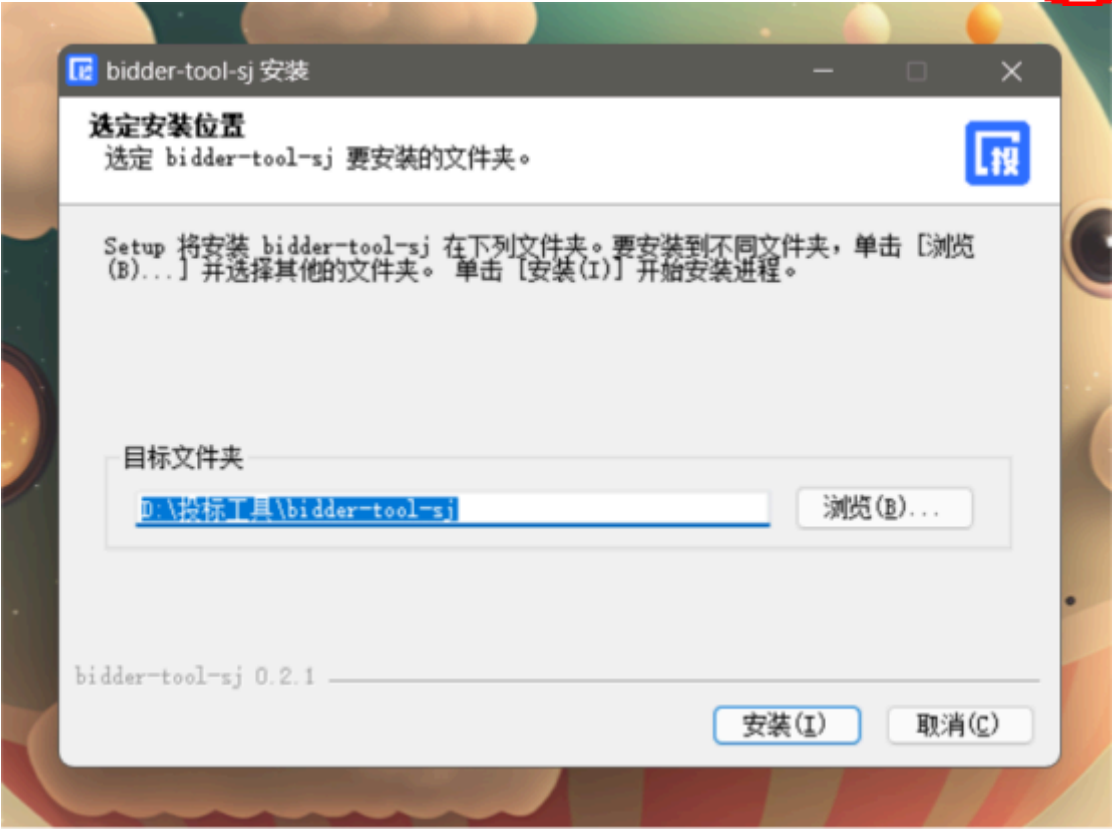 bidder-tool-sj 安装
选定安装位置
选定 bidder-tool-sj 要安装的文件夹。
投
Setup 将安装 bidder-tool-sj 在下列文件夹。要安装到不同文件夹，单击 [浏览
(B)...] 并选择其他的文件夹。 单击 [安装(I)] 开始安装进程。
目标文件夹
D:\投标工具\bidder-tool-sj
浏览(B)...
bidder-tool-sj 0.2.1
安装(I)
取消(C)